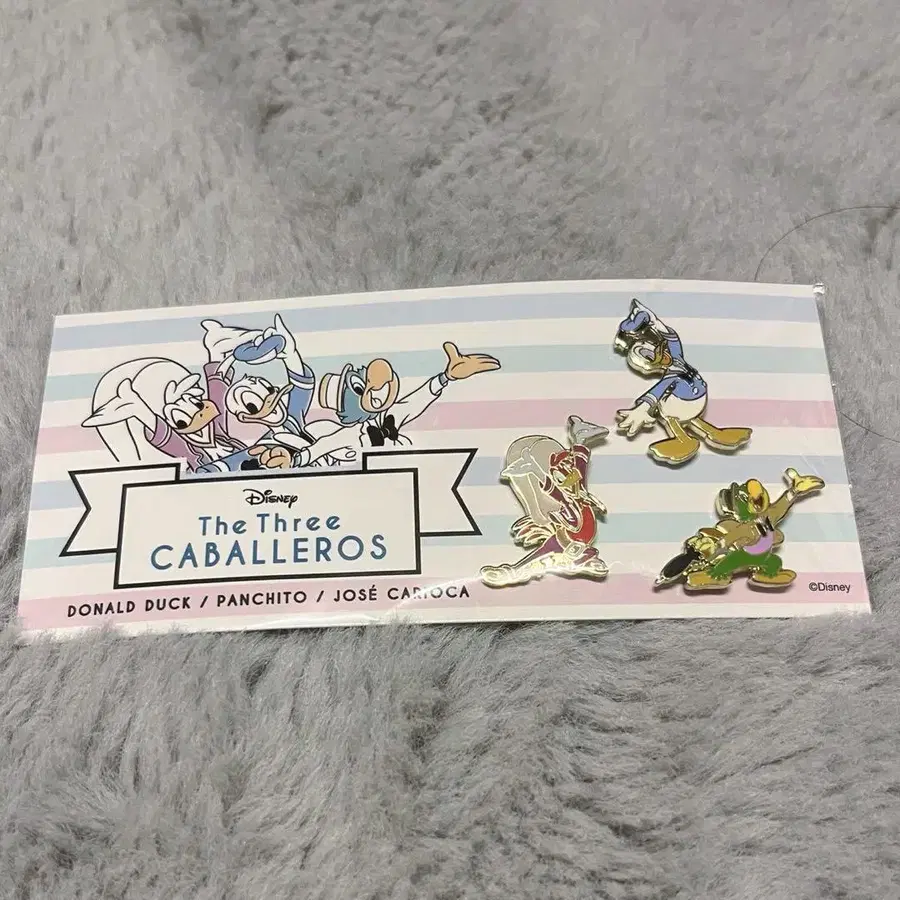 Disney
The Three
CABALLEROS
DONALD DUCK / PANCHITO / JOSÉ CARIOCA
©Disney